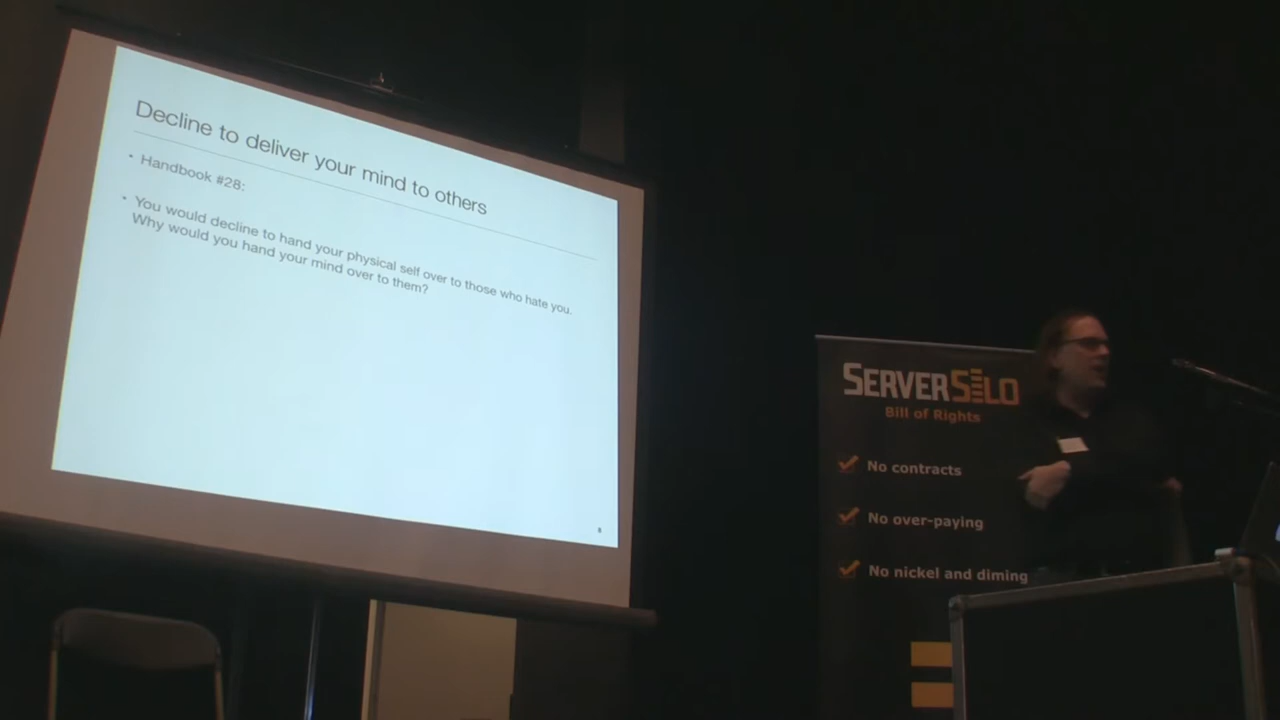 Decline to deliver your mind to others
• Handbook #28:
• You would decline to hand your physical self over to those who hate you.
Why would you hand your mind over to them?
SERVERSILO
Bill of Rights
No contracts
No over-paying
No nickel and diming